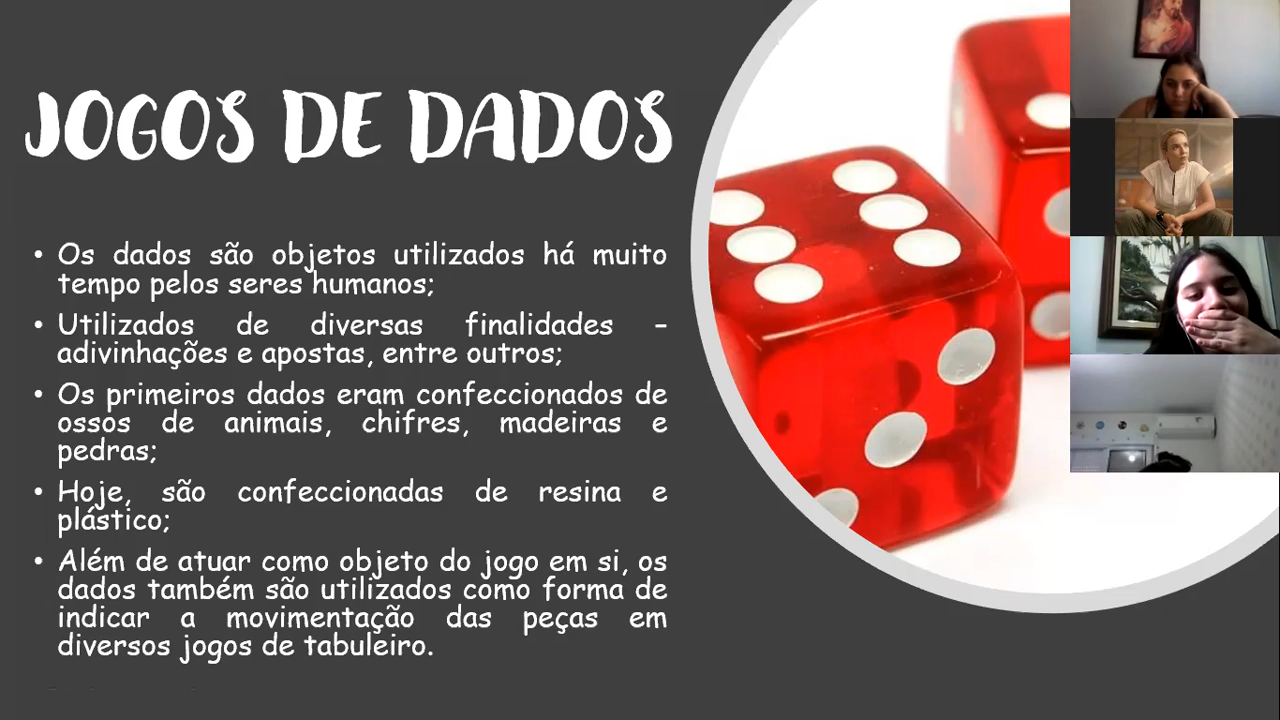 JOGOS DE DADOS
• Os dados são objetos utilizados há muito
tempo pelos seres humanos;
• Utilizados de diversas finalidades –
adivinhações e apostas, entre outros;
• Os primeiros dados eram confeccionados de
ossos de animais, chifres, madeiras e
pedras;
• Hoje, são confeccionadas de resina e
plástico;
• Além de atuar como objeto do jogo em si, os
dados também são utilizados como forma de
indicar a movimentação das peças em
diversos jogos de tabuleiro.